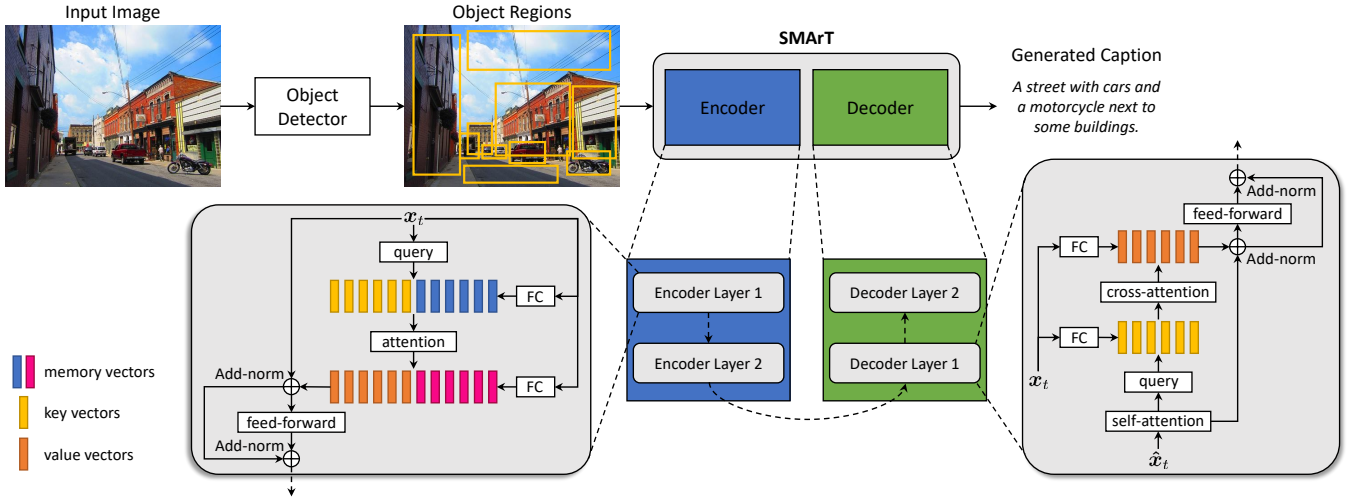 Input Image
Object Regions
SMArT
Object
Detector
Encoder
Decoder
Generated Caption
A street with cars and
a motorcycle next to
some buildings.
x_t
query
FC
attention
Add-norm
FC
feed-forward
Add-norm
memory vectors
key vectors
value vectors
Encoder Layer 1
Encoder Layer 2
Decoder Layer 2
Decoder Layer 1
Add-norm
feed-forward
FC
Add-norm
cross-attention
FC
x_t
query
self-attention
x̂_t